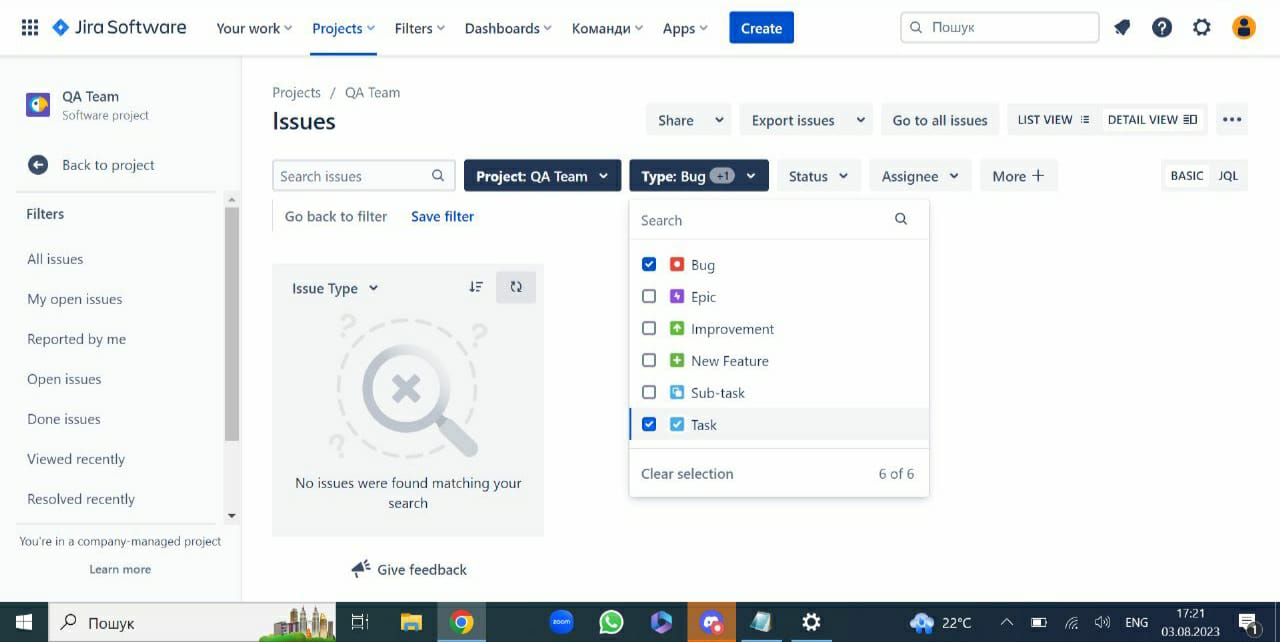 Jira Software Your work Projects Filters Dashboards Команди Apps Create Пошук
QA Team
Software project
Back to project
Filters
All issues
My open issues
Reported by me
Open issues
Done issues
Viewed recently
Resolved recently
You're in a company-managed project
Learn more
Projects / QA Team
Issues
Share Export issues Go to all issues LIST VIEW DETAIL VIEW
Search issues Project: QA Team Type: Bug +1 Status Assignee More BASIC JQL
Go back to filter Save filter
Issue Type
No issues were found matching your
search
Give feedback
Search
Bug
Epic
Improvement
New Feature
Sub-task
Task
Clear selection 6 of 6
Пошук zoom 22°C ENG 17:21
03.08.2023
1